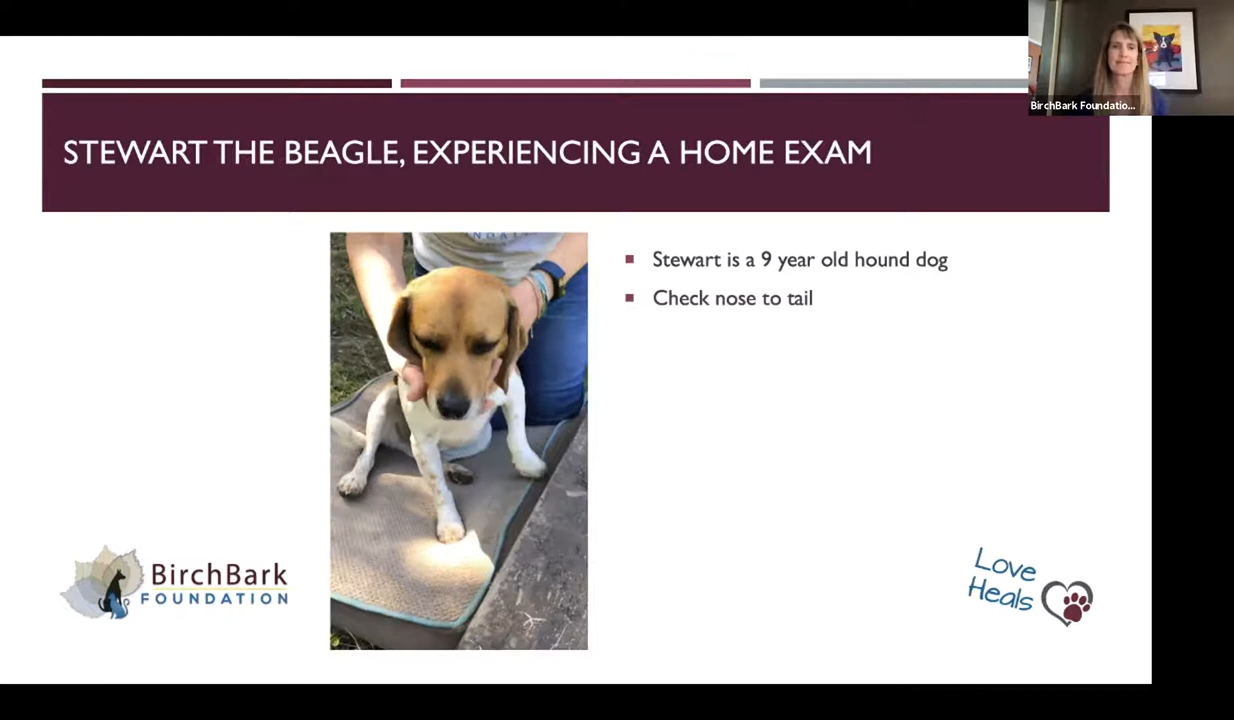 BirchBark Foundatio...
STEWART THE BEAGLE, EXPERIENCING A HOME EXAM
Stewart is a 9 year old hound dog
Check nose to tail
BirchBark
FOUNDATION
Love
Heals